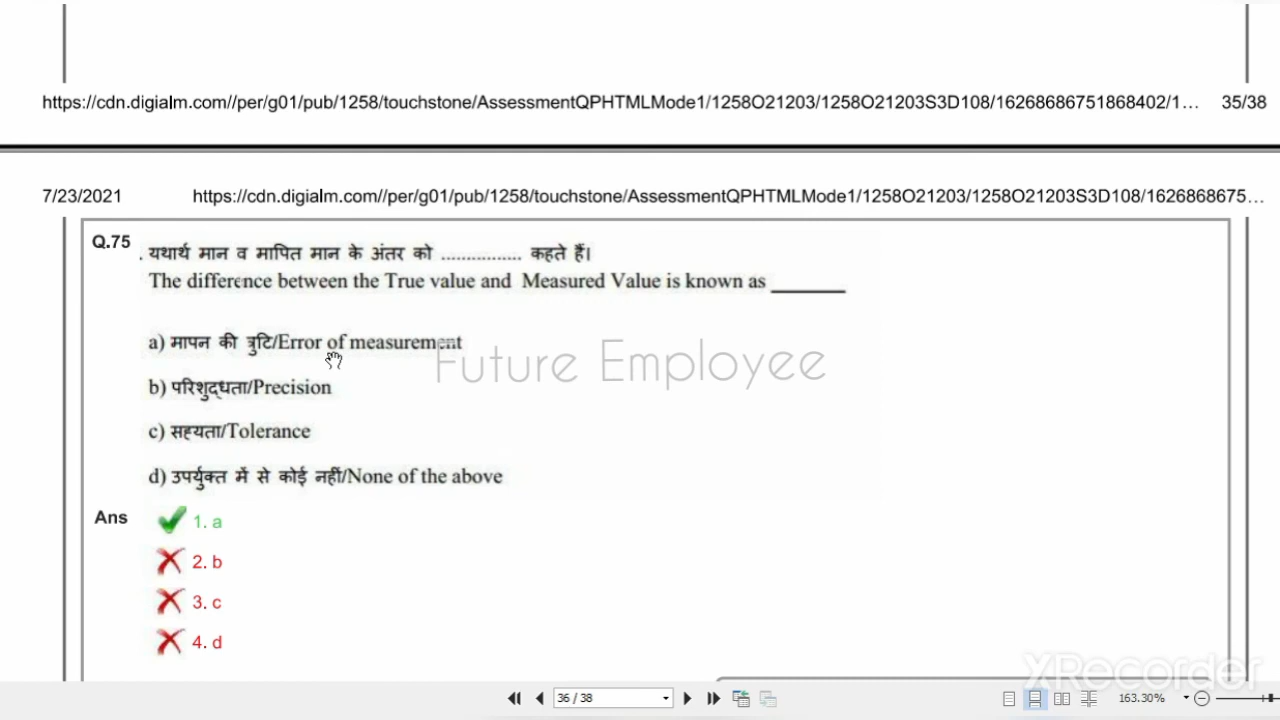 https://cdn.digialm.com//per/g01/pub/1258/touchstone/AssessmentQPHTMLMode1/1258O21203/1258O21203S3D108/16268686751868402/1... 35/38
7/23/2021 https://cdn.digialm.com//per/g01/pub/1258/touchstone/AssessmentQPHTMLMode1/1258O21203/1258O21203S3D108/1626868675...
Q.75 . यथार्थ मान व मापित मान के अंतर को ................ कहते हैं।
The difference between the True value and Measured Value is known as ________
a) मापन की त्रुटि/Error of measurement
Future Employee
b) परिशुद्धता/Precision
c) सह्यता/Tolerance
d) उपर्युक्त में से कोई नहीं/None of the above
Ans 1. a
2. b
3. c
4. d
XRecorder
36 / 38 163.30%